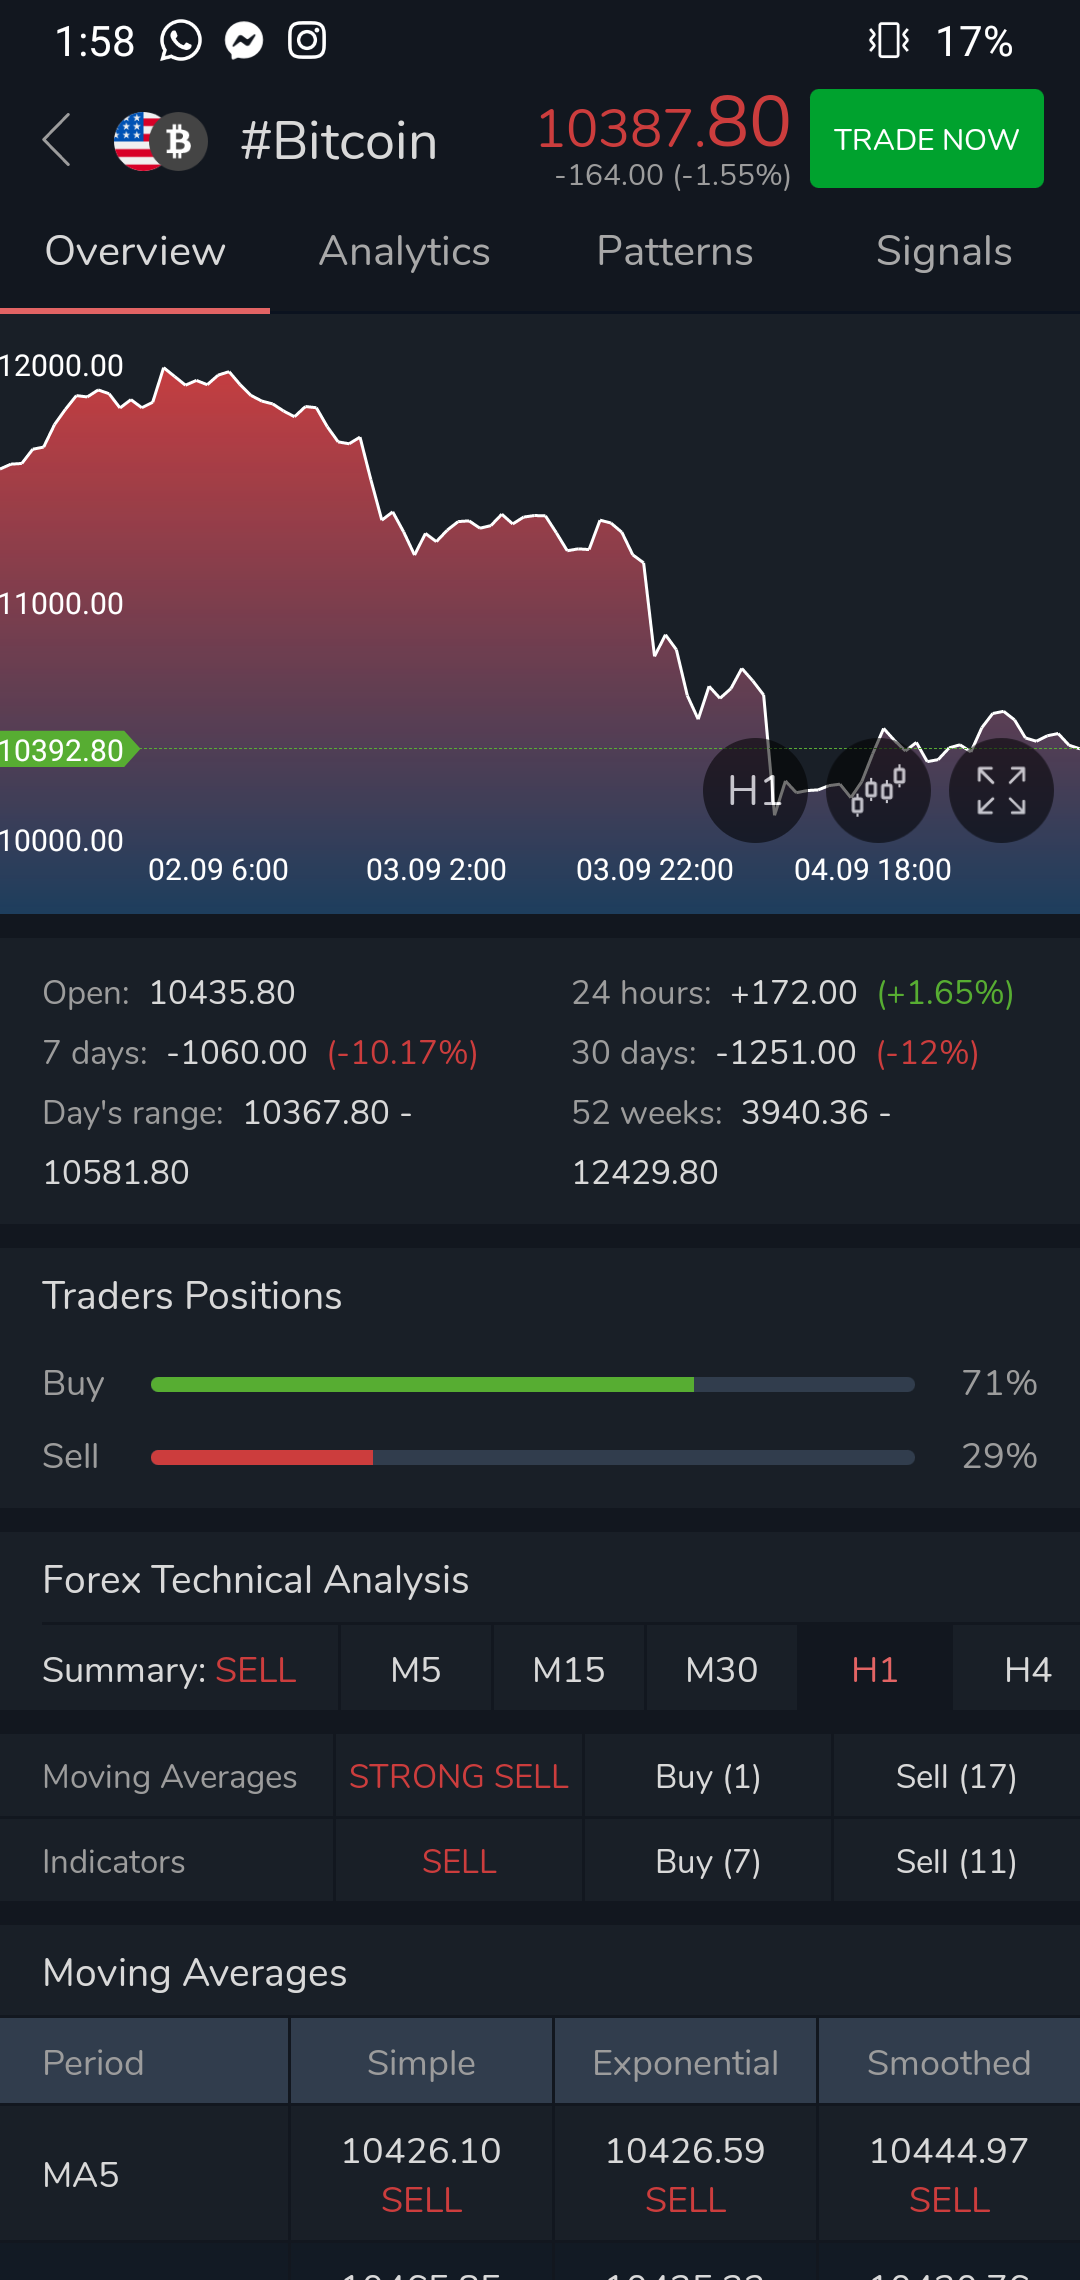 1:58 17%
#Bitcoin 10387.80 TRADE NOW
-164.00 (-1.55%)
Overview Analytics Patterns Signals
12000.00
11000.00
10392.80
H1
10000.00
02.09 6:00 03.09 2:00 03.09 22:00 04.09 18:00
Open: 10435.80 24 hours: +172.00 (+1.65%)
7 days: -1060.00 (-10.17%) 30 days: -1251.00 (-12%)
Day's range: 10367.80 - 52 weeks: 3940.36 -
10581.80 12429.80
Traders Positions
Buy 71%
Sell 29%
Forex Technical Analysis
Summary: SELL M5 M15 M30 H1 H4
Moving Averages STRONG SELL Buy (1) Sell (17)
Indicators SELL Buy (7) Sell (11)
Moving Averages
Period Simple Exponential Smoothed
10426.10 10426.59 10444.97
MA5
SELL SELL SELL